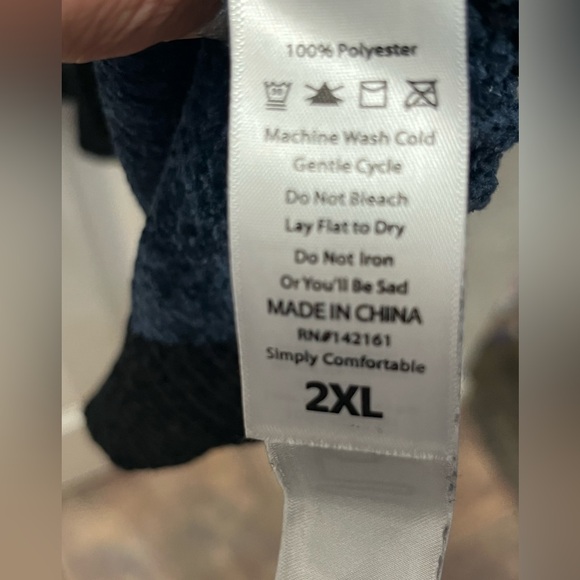 100% Polyester
Machine Wash Cold
Gentle Cycle
Do Not Bleach
Lay Flat to Dry
Do Not Iron
Or You'll Be Sad
MADE IN CHINA
RN#142161
Simply Comfortable
2XL